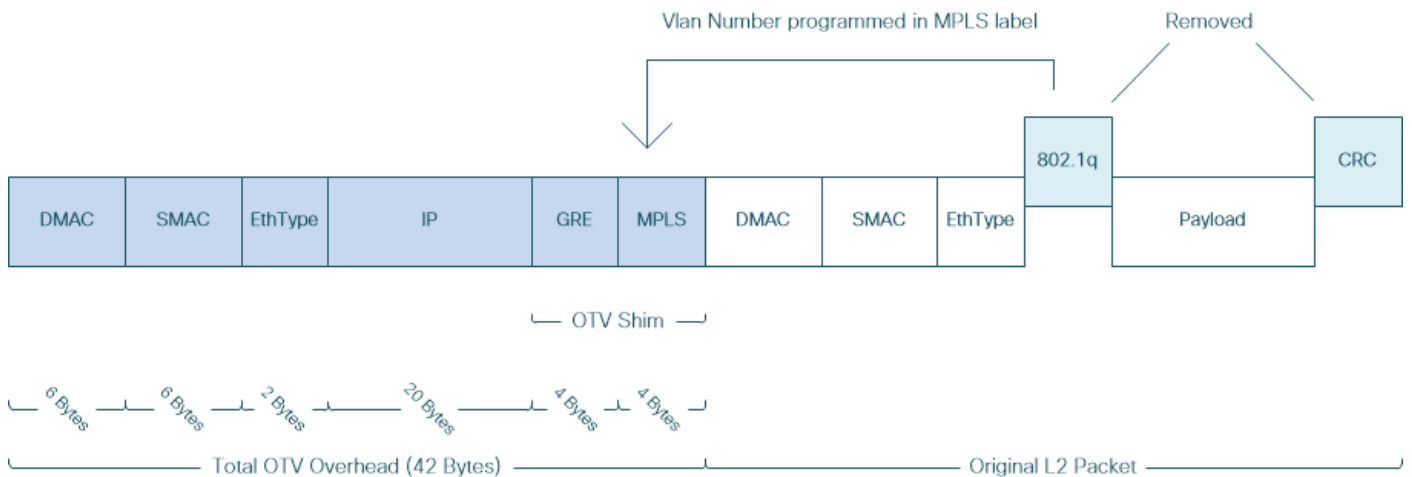 Vlan Number programmed in MPLS label
Removed
802.1q
CRC
DMAC
SMAC
EthType
IP
GRE
MPLS
DMAC
SMAC
EthType
Payload
OTV Shim
6 Bytes
6 Bytes
2 Bytes
20 Bytes
4 Bytes
4 Bytes
Total OTV Overhead (42 Bytes)
Original L2 Packet